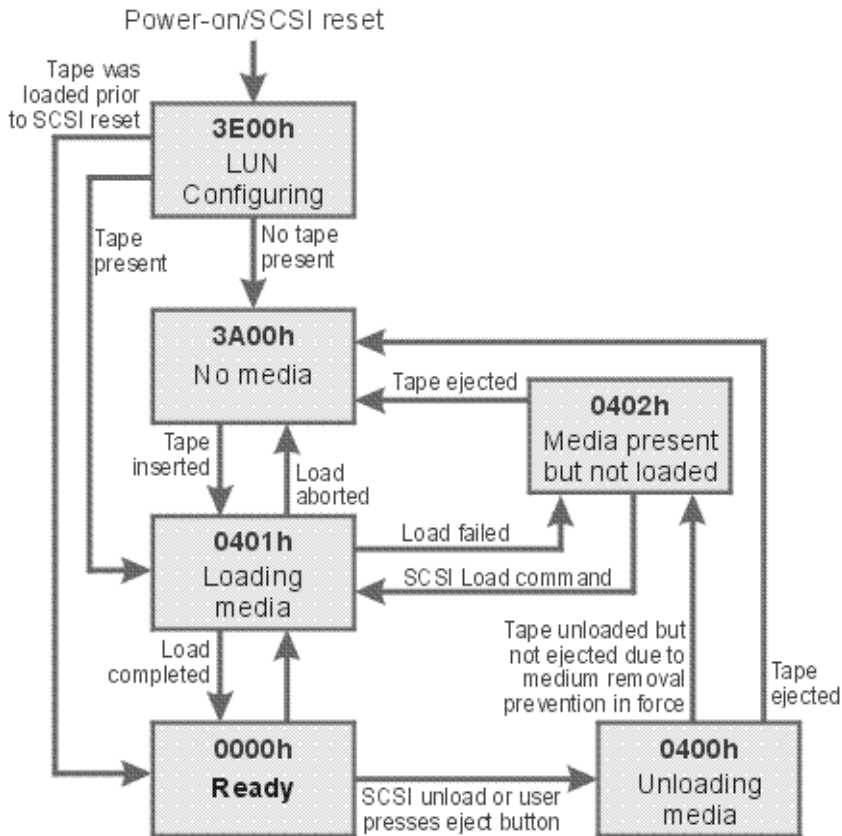 Power-on/SCSI reset
Tape was
loaded prior
to SCSI reset
3E00h
LUN
Configuring
Tape
present
No tape
present
3A00h
No media
Tape ejected
0402h
Media present
but not loaded
Tape
inserted
Load
aborted
0401h
Loading
media
Load failed
SCSI Load command
Load
completed
Tape unloaded but
not ejected due to
medium removal
prevention in force
Tape
ejected
0000h
Ready
SCSI unload or user
presses eject button
0400h
Unloading
media